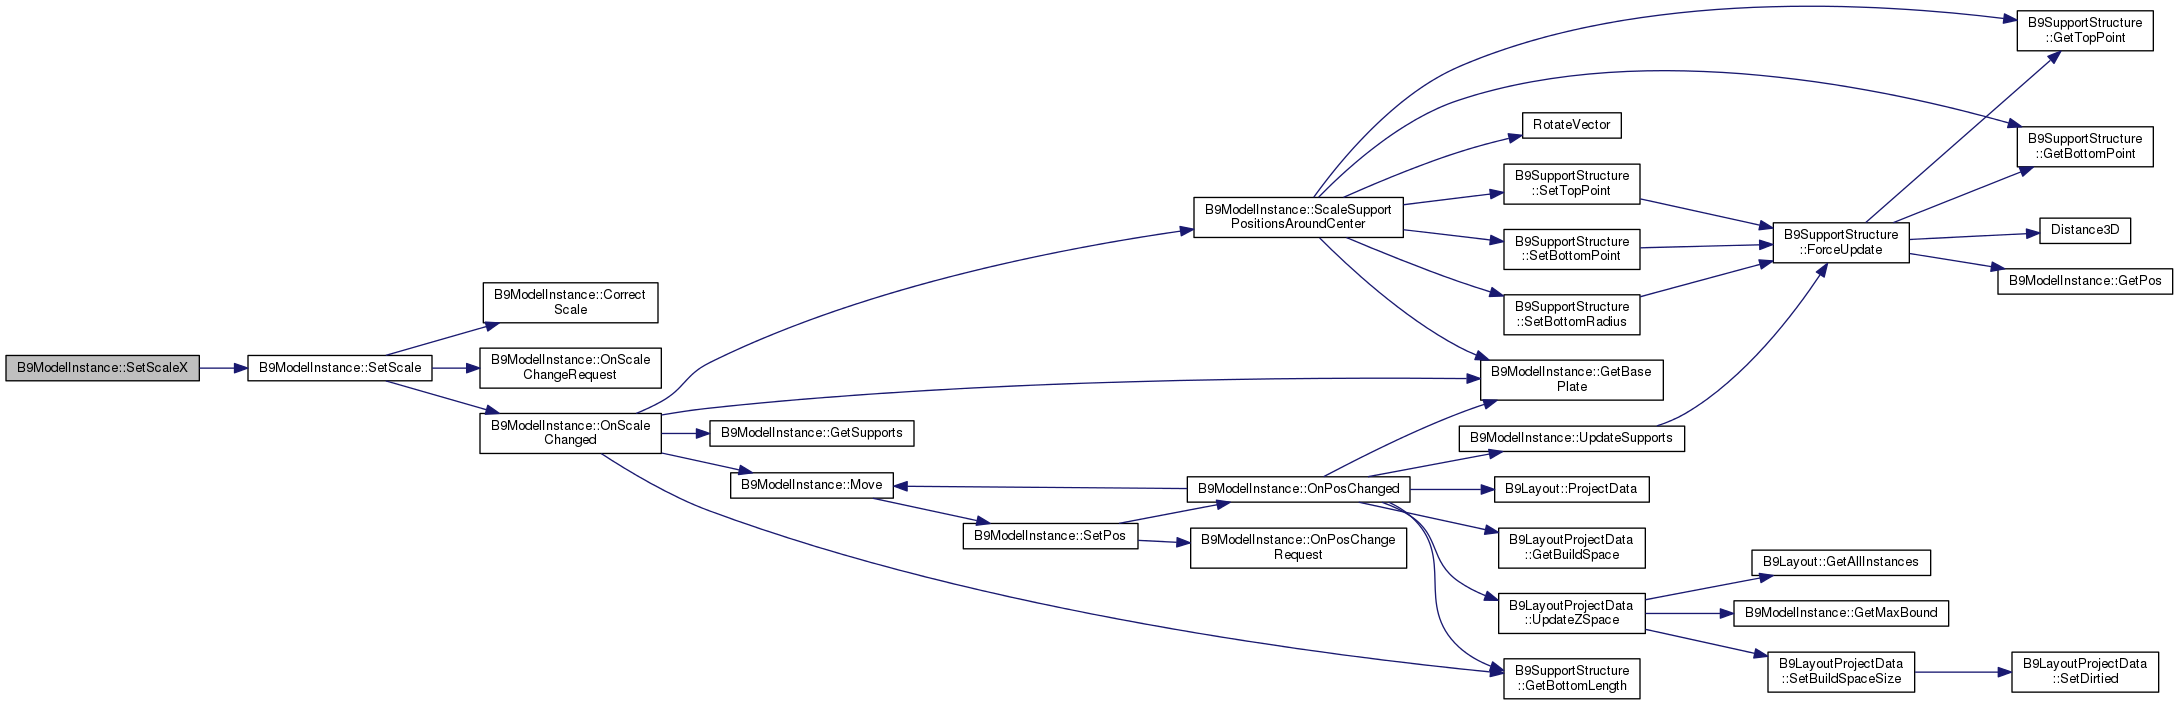 B9ModelInstance::SetScaleX
B9ModelInstance::SetScale
B9ModelInstance::Correct
Scale
B9ModelInstance::OnScale
ChangeRequest
B9ModelInstance::OnScale
Changed
B9ModelInstance::GetSupports
B9ModelInstance::Move
B9ModelInstance::SetPos
B9ModelInstance::ScaleSupport
PositionsAroundCenter
B9ModelInstance::OnPosChanged
B9ModelInstance::OnPosChange
Request
RotateVector
B9SupportStructure
::SetTopPoint
B9SupportStructure
::SetBottomPoint
B9SupportStructure
::SetBottomRadius
B9ModelInstance::GetBase
Plate
B9ModelInstance::UpdateSupports
B9Layout::ProjectData
B9LayoutProjectData
::GetBuildSpace
B9LayoutProjectData
::UpdateZSpace
B9SupportStructure
::GetBottomLength
B9SupportStructure
::ForceUpdate
B9Layout::GetAllInstances
B9ModelInstance::GetMaxBound
B9LayoutProjectData
::SetBuildSpaceSize
B9SupportStructure
::GetTopPoint
B9SupportStructure
::GetBottomPoint
Distance3D
B9ModelInstance::GetPos
B9LayoutProjectData
::SetDirtied